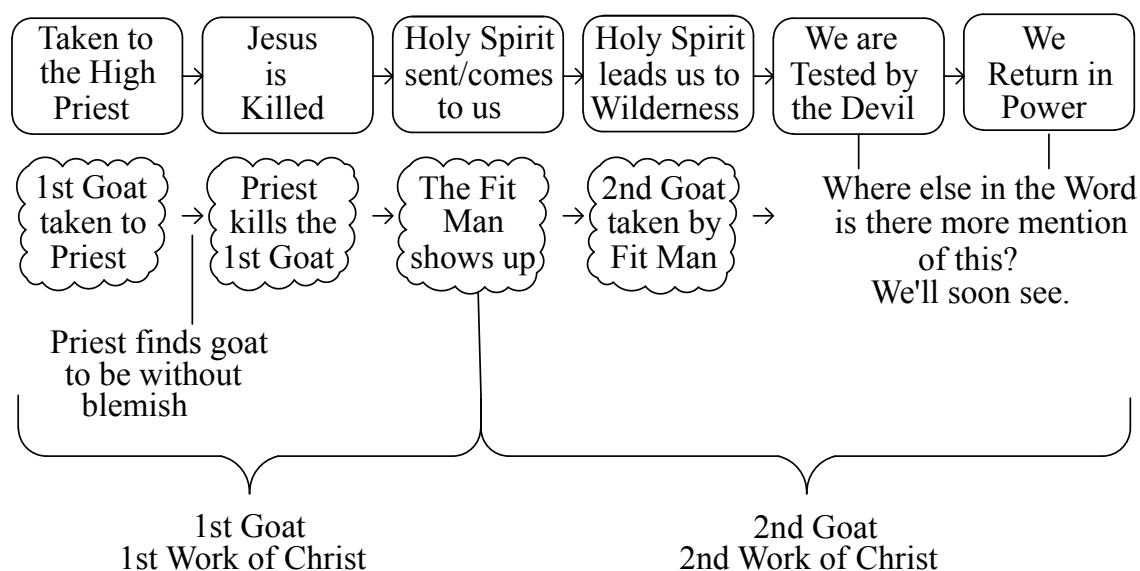 Taken to
the High
Priest
Jesus
is
Killed
Holy Spirit
sent/comes
to us
Holy Spirit
leads us to
Wilderness
We are
Tested by
the Devil
We
Return in
Power
1st Goat
taken to
Priest
Priest
kills the
1st Goat
The Fit
Man
shows up
2nd Goat
taken by
Fit Man
Where else in the Word
is there more mention
of this?
We'll soon see.
Priest finds goat
to be without
blemish
1st Goat
1st Work of Christ
2nd Goat
2nd Work of Christ